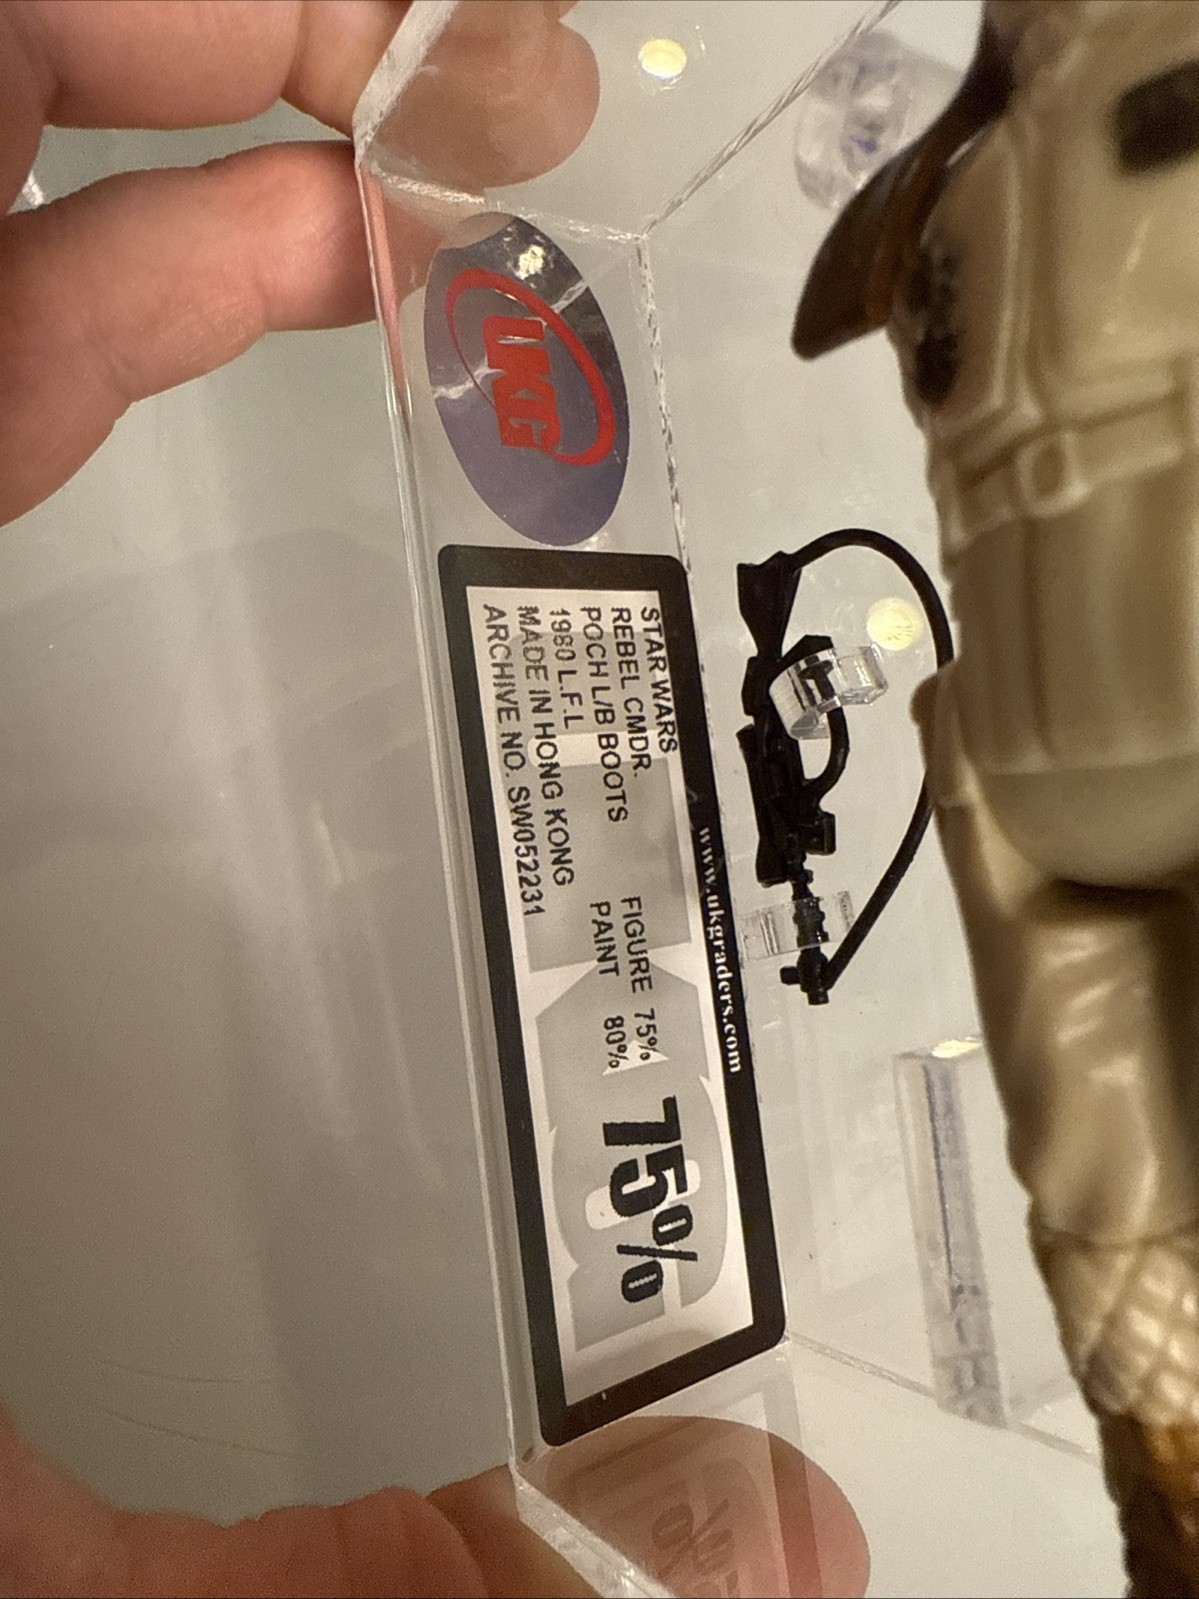 UKG
www.ukgraders.com
STAR WARS
REBEL CMDR. FIGURE 75%
POCH L/B BOOTS PAINT 80%
1980 L.F.L
MADE IN HONG KONG
ARCHIVE NO. SW052231
75%